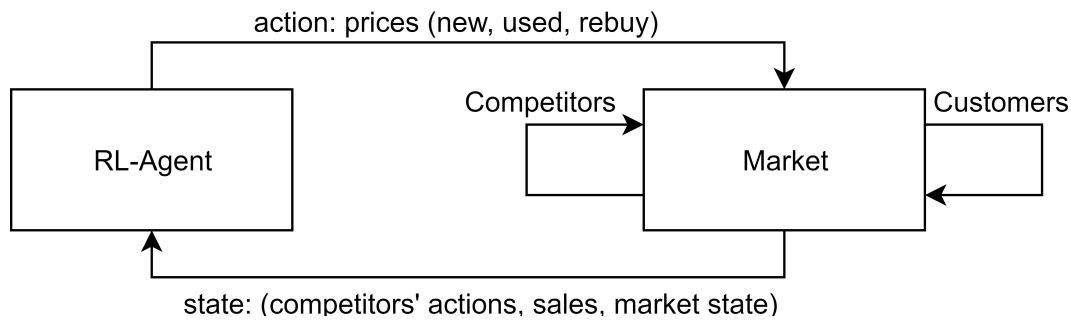 action: prices (new, used, rebuy)
Competitors
Customers
RL-Agent
Market
state: (competitors' actions, sales, market state)